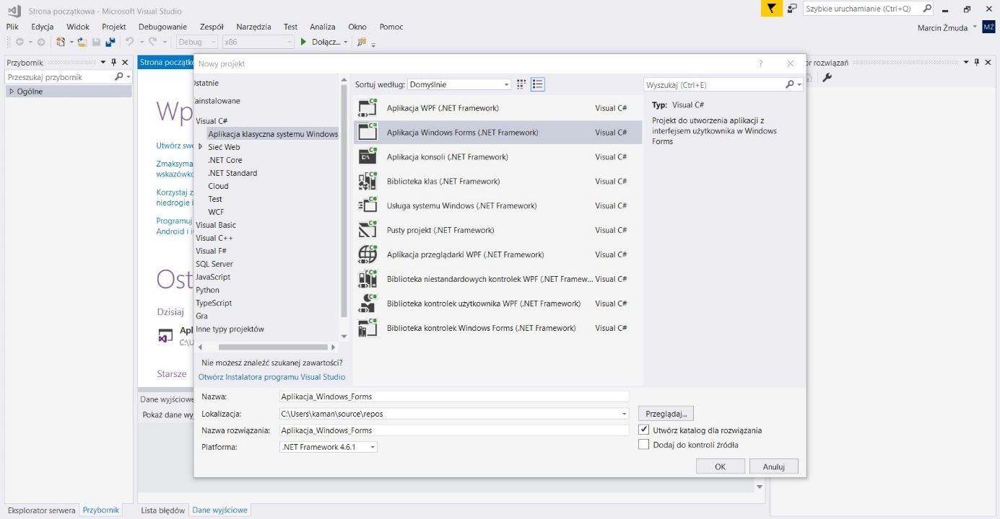 Strona początkowa - Microsoft Visual Studio
Szybkie uruchamianie (Ctrl+Q)
Plik Edycja Widok Projekt Debugowanie Zespół Narzędzia Test Analiza Okno Pomoc
Marcin Żmuda MŻ
Debug x86 Dołącz...
Przybornik
Przeszukaj przybornik
Ogólne
Strona początko
or rozwiązań
Wp
Utwórz swo
Zmaksyma
wskazówko
Korzystaj z
niedrogie i
Programuj
Android i i
Ost
Dzisiaj
Apl
C:\U
Starsze
Dane wyjściowe
Pokaż dane wy
Nowy projekt
?
Ostatnie
Zainstalowane
Visual C#
Aplikacja klasyczna systemu Windows
Sieć Web
.NET Core
.NET Standard
Cloud
Test
WCF
Visual Basic
Visual C++
Visual F#
SQL Server
JavaScript
Python
TypeScript
Gra
Inne typy projektów
Nie możesz znaleźć szukanej zawartości?
Otwórz Instalatora programu Visual Studio
Sortuj według: Domyślnie
Aplikacja WPF (.NET Framework) Visual C#
Aplikacja Windows Forms (.NET Framework) Visual C#
Aplikacja konsoli (.NET Framework) Visual C#
Biblioteka klas (.NET Framework) Visual C#
Usługa systemu Windows (.NET Framework) Visual C#
Pusty projekt (.NET Framework) Visual C#
Aplikacja przeglądarki WPF (.NET Framework) Visual C#
Biblioteka niestandardowych kontrolek WPF (.NET Framew... Visual C#
Biblioteka kontrolek użytkownika WPF (.NET Framework) Visual C#
Biblioteka kontrolek Windows Forms (.NET Framework) Visual C#
Wyszukaj (Ctrl+E)
Typ: Visual C#
Projekt do utworzenia aplikacji z
interfejsem użytkownika w Windows
Forms
Nazwa: Aplikacja_Windows_Forms
Lokalizacja: C:\Users\kaman\source\repos
Przeglądaj...
Nazwa rozwiązania: Aplikacja_Windows_Forms
Utwórz katalog dla rozwiązania
Platforma: .NET Framework 4.6.1
Dodaj do kontroli źródła
OK Anuluj
Eksplorator serwera Przybornik Lista błędów Dane wyjściowe